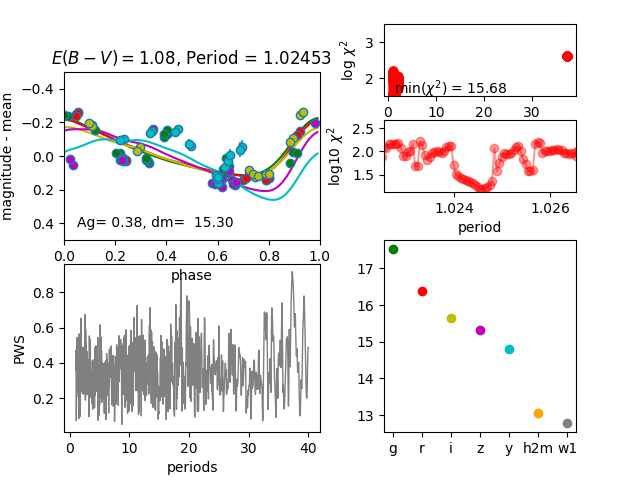 E(B − V) = 1.08, Period = 1.02453
−0.4
−0.2
0.0
0.2
0.4
magnitude - mean
Ag= 0.38, dm=  15.30
0.0 0.2 0.4 0.6 0.8 1.0
phase
3
2
log χ²
min(χ²) = 15.68
0 10 20 30
2.5
2.0
1.5
log10 χ²
1.024 1.026
period
0.8
0.6
0.4
0.2
PWS
0 10 20 30 40
periods
17
16
15
14
13
g r i z y h2m w1